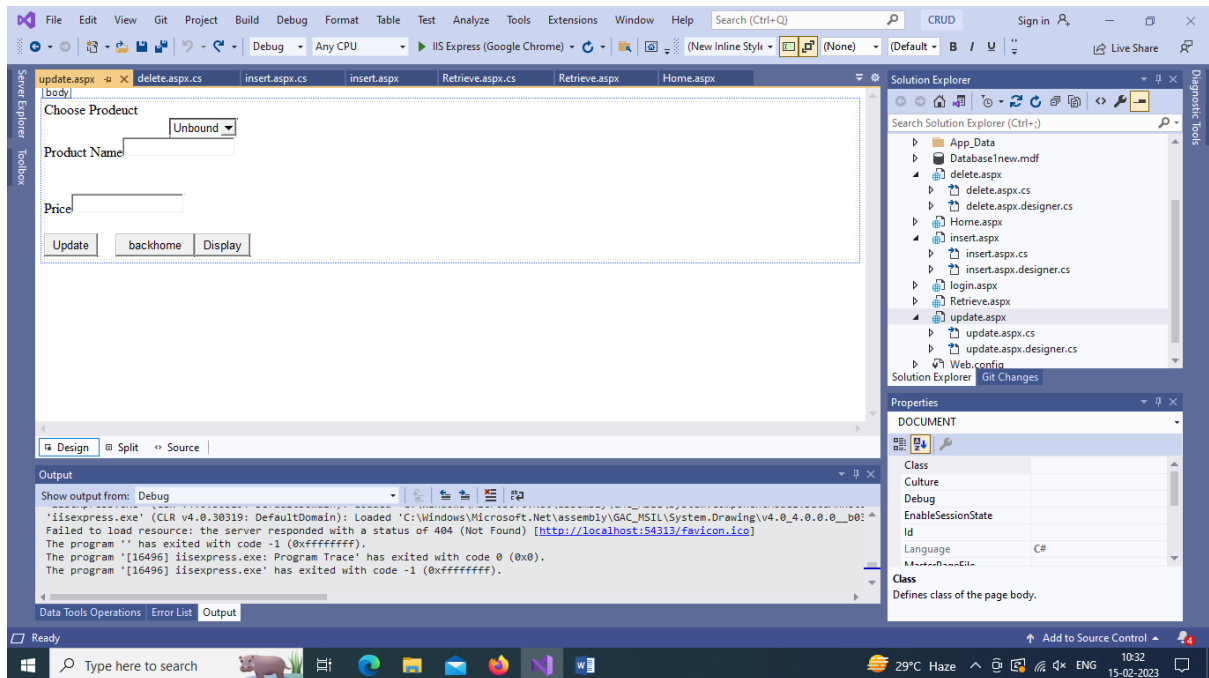 File Edit View Git Project Build Debug Format Table Test Analyze Tools Extensions Window Help Search (Ctrl+Q) CRUD Sign in
Debug Any CPU IIS Express (Google Chrome) (New Inline Style (None) (Default B I U Live Share
Server Explorer
Toolbox
update.aspx delete.aspx.cs insert.aspx.cs insert.aspx Retrieve.aspx.cs Retrieve.aspx Home.aspx
body
Choose Prodeuct
Unbound
Product Name
Price
Update backhome Display
Design Split Source
Output
Show output from: Debug
'iisexpress.exe' (CLR v4.0.30319: DefaultDomain): Loaded 'C:\Windows\Microsoft.Net\assembly\GAC_MSIL\System.Drawing\v4.0_4.0.0.0__b03
Failed to load resource: the server responded with a status of 404 (Not Found) [http://localhost:54313/favicon.ico]
The program '' has exited with code -1 (0xffffffff).
The program '[16496] iisexpress.exe: Program Trace' has exited with code 0 (0x0).
The program '[16496] iisexpress.exe' has exited with code -1 (0xffffffff).
Data Tools Operations Error List Output
Solution Explorer
Search Solution Explorer (Ctrl+;)
App_Data
Database1new.mdf
delete.aspx
delete.aspx.cs
delete.aspx.designer.cs
Home.aspx
insert.aspx
insert.aspx.cs
insert.aspx.designer.cs
login.aspx
Retrieve.aspx
update.aspx
update.aspx.cs
update.aspx.designer.cs
Web.config
Solution Explorer Git Changes
Properties
DOCUMENT
Class
Culture
Debug
EnableSessionState
Id
Language C#
MasterPageFile
Class
Defines class of the page body.
Diagnostic Tools
Ready Add to Source Control 4
Type here to search 29°C Haze ENG 10:32
15-02-2023